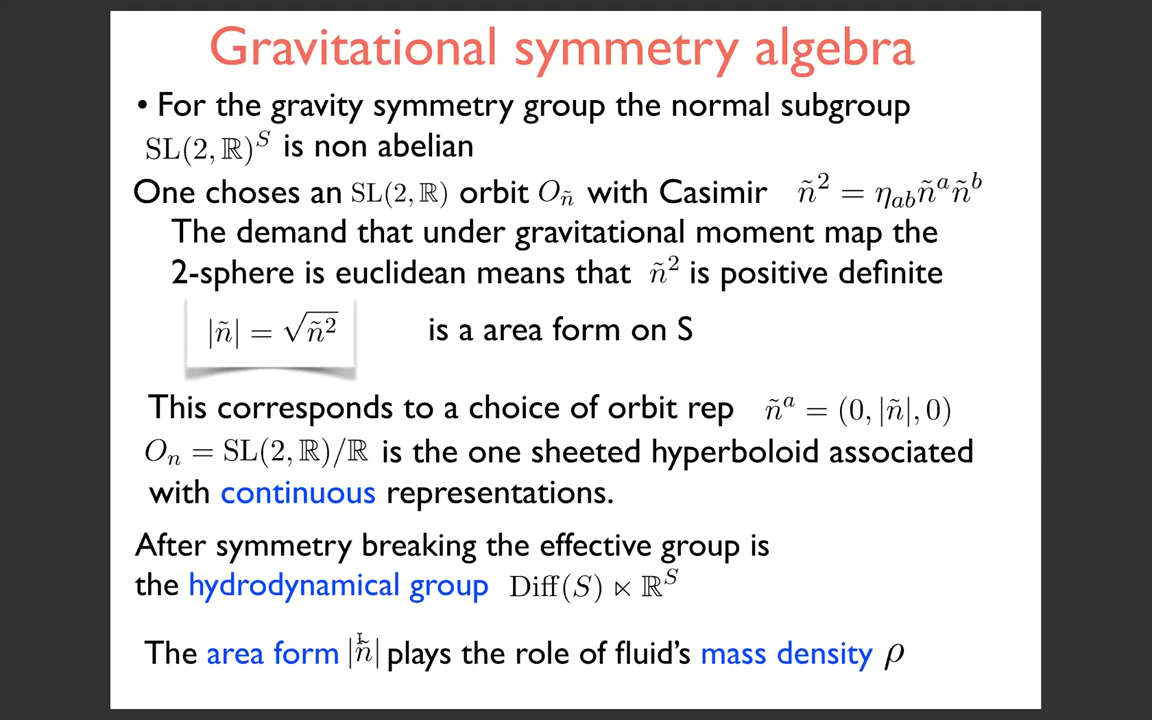 Gravitational symmetry algebra
• For the gravity symmetry group the normal subgroup
SL(2, ℝ)^S is non abelian
One choses an SL(2, ℝ) orbit O_ñ with Casimir ñ² = η_ab ñ^a ñ^b
The demand that under gravitational moment map the
2-sphere is euclidean means that ñ² is positive definite
|ñ| = √ñ² is a area form on S
This corresponds to a choice of orbit rep ñ^a = (0, |ñ|, 0)
O_n = SL(2, ℝ)/ℝ is the one sheeted hyperboloid associated
with continuous representations.
After symmetry breaking the effective group is
the hydrodynamical group Diff(S) ⋉ ℝ^S
The area form |ñ| plays the role of fluid's mass density ρ